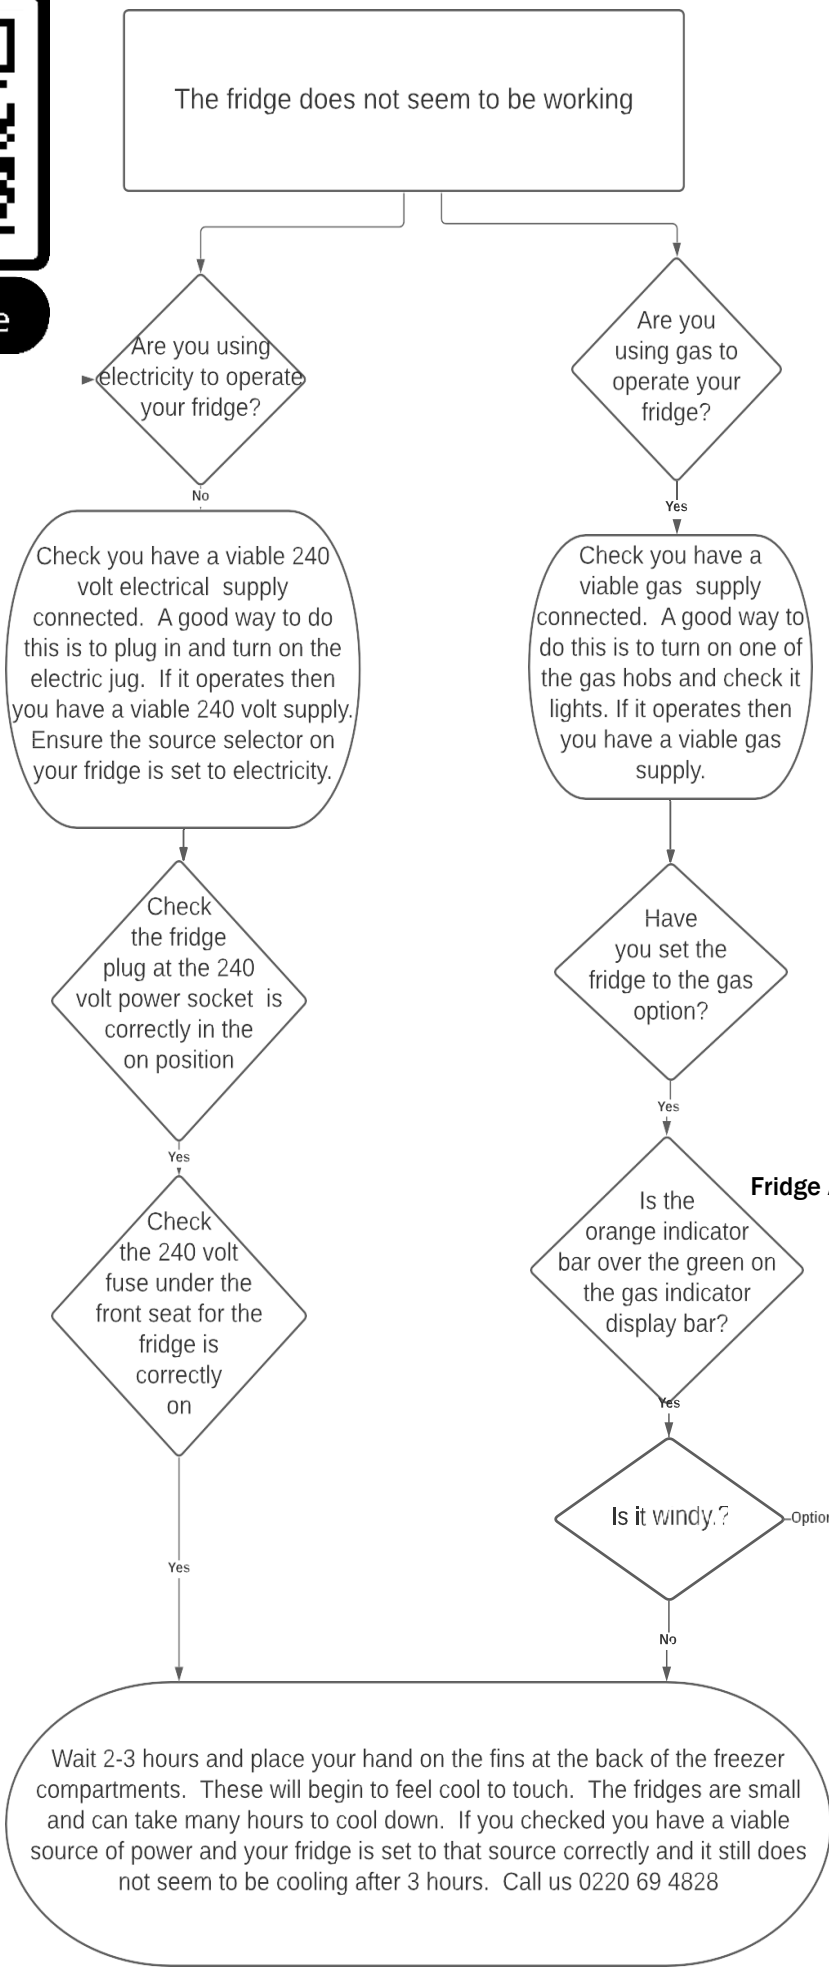 The fridge does not seem to be working
e
Are you using
electricity to operate
your fridge?
Are you
using gas to
operate your
fridge?
No
Yes
Check you have a viable 240
volt electrical supply
connected. A good way to do
this is to plug in and turn on the
electric jug. If it operates then
you have a viable 240 volt supply.
Ensure the source selector on
your fridge is set to electricity.
Check you have a
viable gas supply
connected. A good way to
do this is to turn on one of
the gas hobs and check it
lights. If it operates then
you have a viable gas
supply.
Check
the fridge
plug at the 240
volt power socket is
correctly in the
on position
Have
you set the
fridge to the gas
option?
Yes
Yes
Check
the 240 volt
fuse under the
front seat for the
fridge is
correctly
on
Is the
orange indicator
bar over the green on
the gas indicator
display bar?
Fridge
Yes
Is it windy.?
Option
Yes
No
Wait 2-3 hours and place your hand on the fins at the back of the freezer
compartments. These will begin to feel cool to touch. The fridges are small
and can take many hours to cool down. If you checked you have a viable
source of power and your fridge is set to that source correctly and it still does
not seem to be cooling after 3 hours. Call us 0220 69 4828